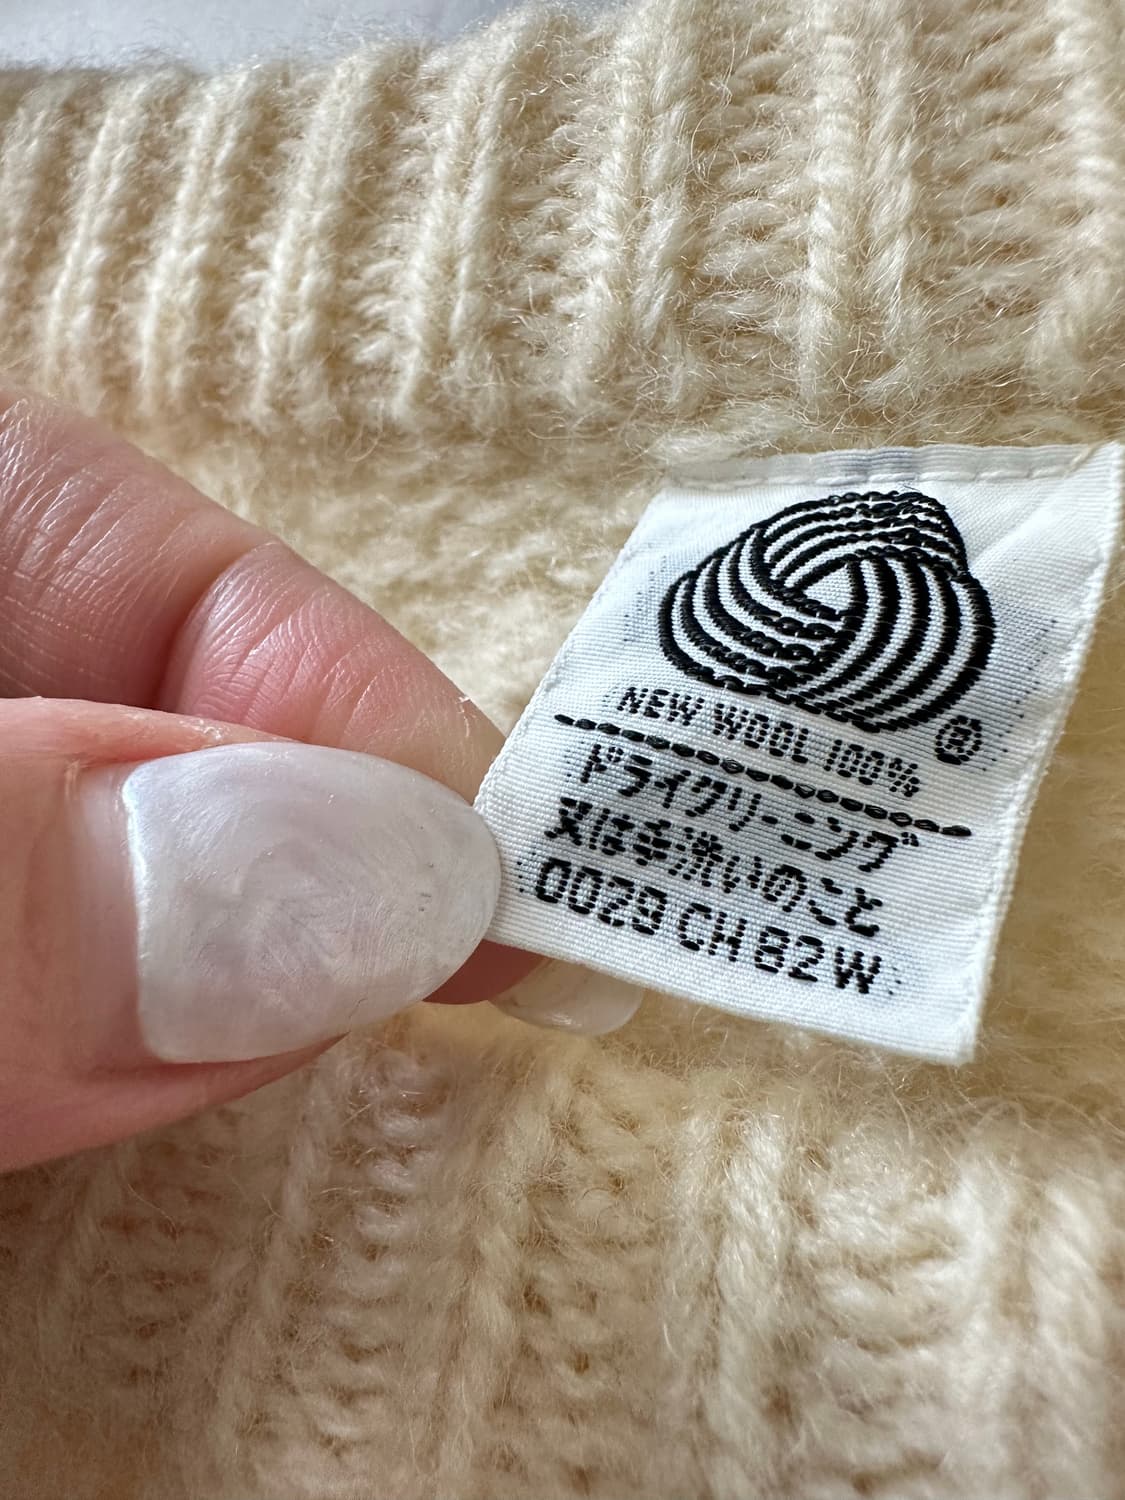 ®
NEW WOOL 100%
ドライクリーニング
又は手洗いのこと
0029 CH 82W